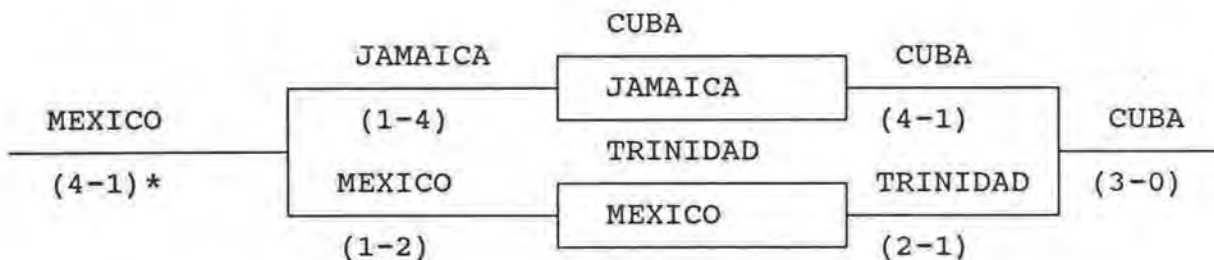 CUBA
JAMAICA CUBA
JAMAICA
MEXICO (1-4) (4-1) CUBA
TRINIDAD
(4-1)* MEXICO TRINIDAD (3-0)
MEXICO
(1-2) (2-1)